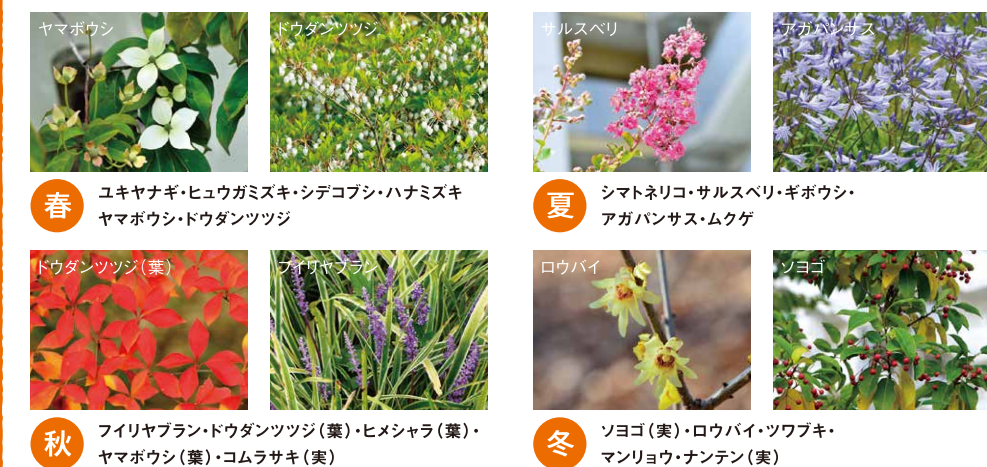 ヤマボウシ
ドウダンツツジ
春
ユキヤナギ・ヒュウガミズキ・シデコブシ・ハナミズキ
ヤマボウシ・ドウダンツツジ
サルスベリ
アガパンサス
夏
シマトネリコ・サルスベリ・ギボウシ・
アガパンサス・ムクゲ
ドウダンツツジ(葉)
フイリヤブラン
秋
フイリヤブラン・ドウダンツツジ(葉)・ヒメシャラ(葉)・
ヤマボウシ(葉)・コムラサキ(実)
ロウバイ
ソヨゴ
冬
ソヨゴ(実)・ロウバイ・ツワブキ・
マンリョウ・ナンテン(実)